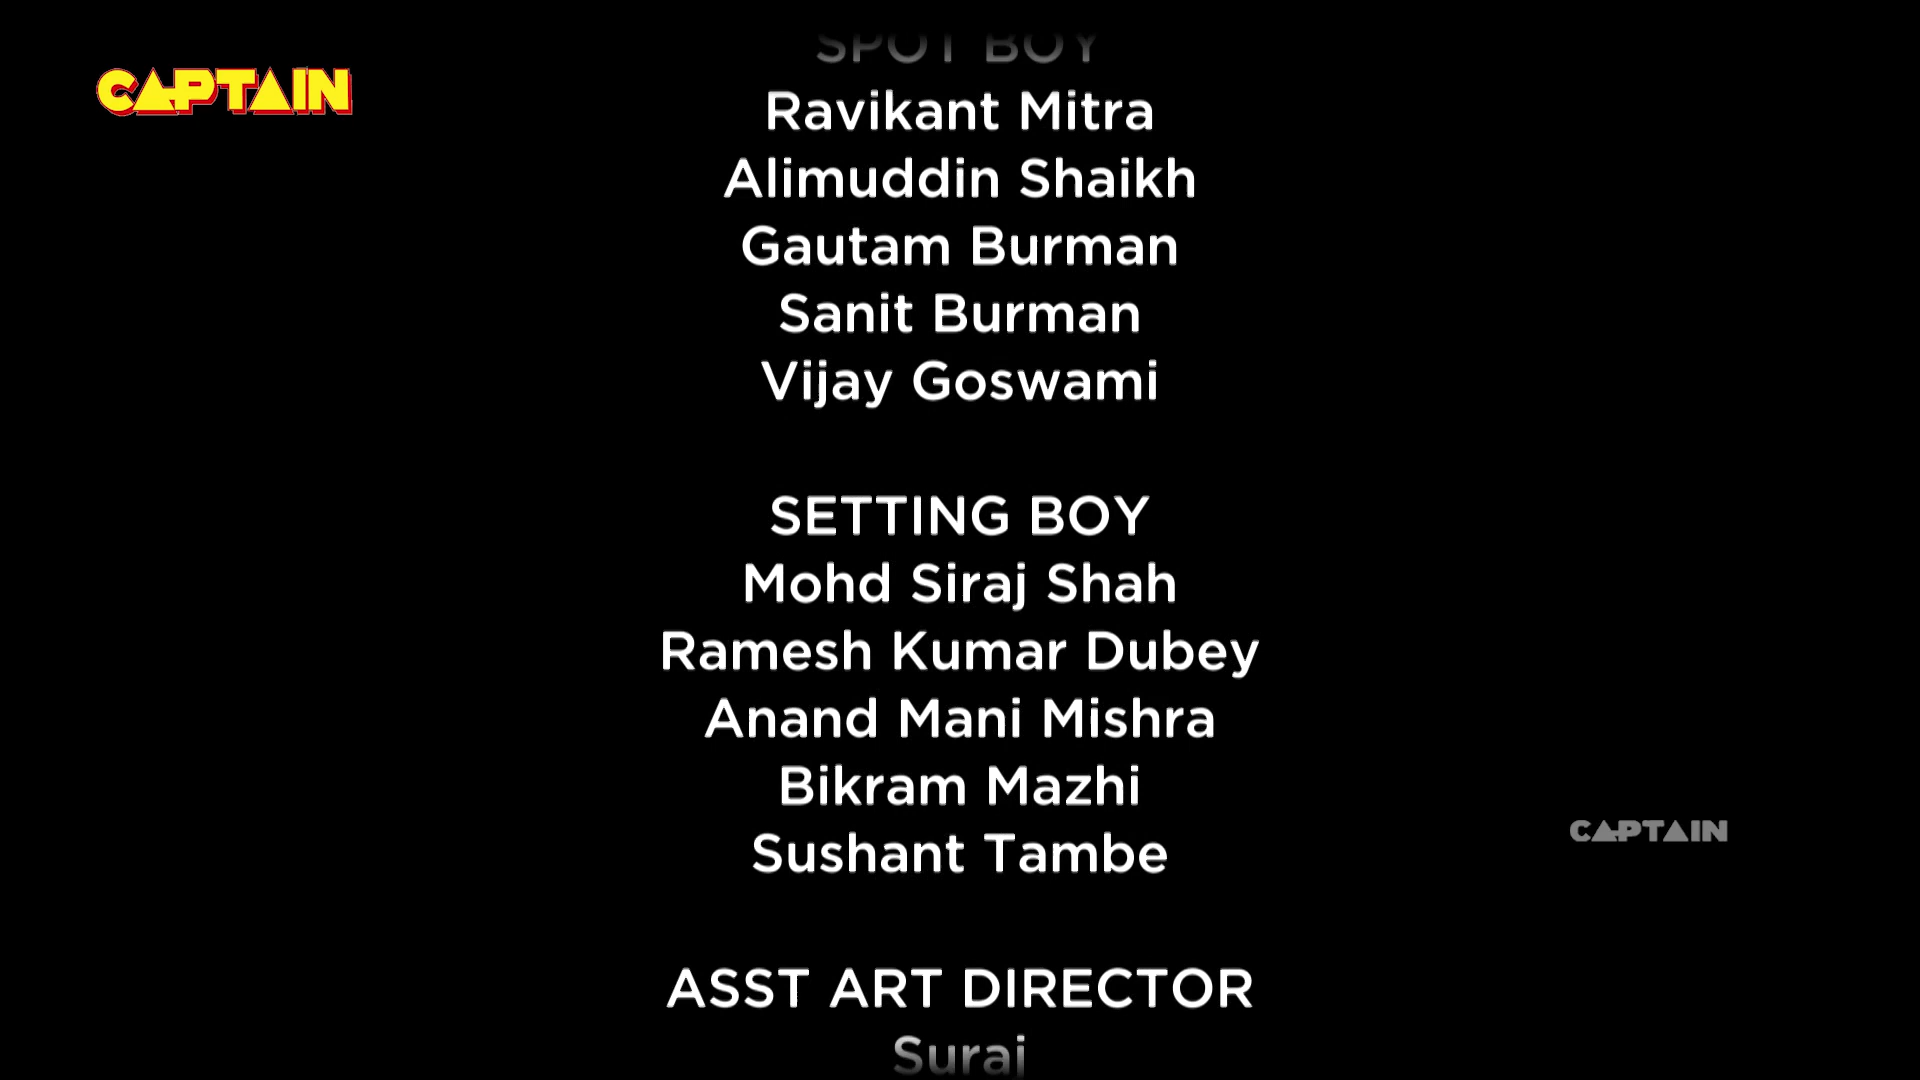 SPOT BOY
CAPTAIN
Ravikant Mitra
Alimuddin Shaikh
Gautam Burman
Sanit Burman
Vijay Goswami
SETTING BOY
Mohd Siraj Shah
Ramesh Kumar Dubey
Anand Mani Mishra
Bikram Mazhi
CAPTAIN
Sushant Tambe
ASST ART DIRECTOR
Suraj